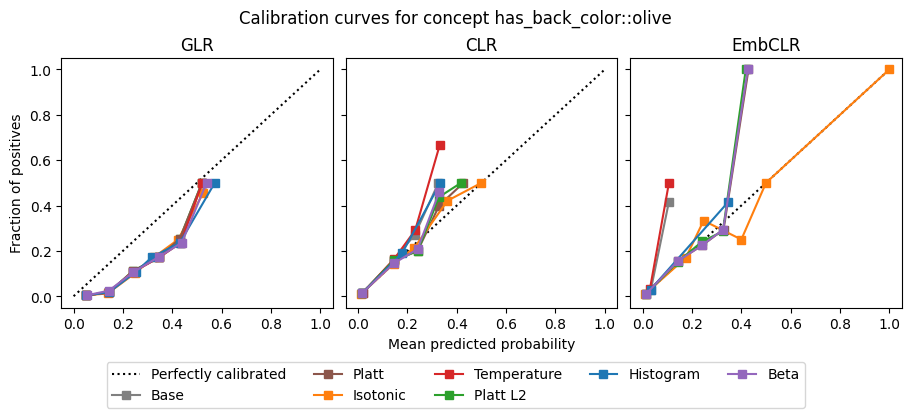 Calibration curves for concept has_back_color::olive
GLR
CLR
EmbCLR
Fraction of positives
1.0
0.8
0.6
0.4
0.2
0.0
0.0 0.2 0.4 0.6 0.8 1.0
0.0 0.2 0.4 0.6 0.8 1.0
0.0 0.2 0.4 0.6 0.8 1.0
Mean predicted probability
Perfectly calibrated
Base
Platt
Isotonic
Temperature
Platt L2
Histogram
Beta